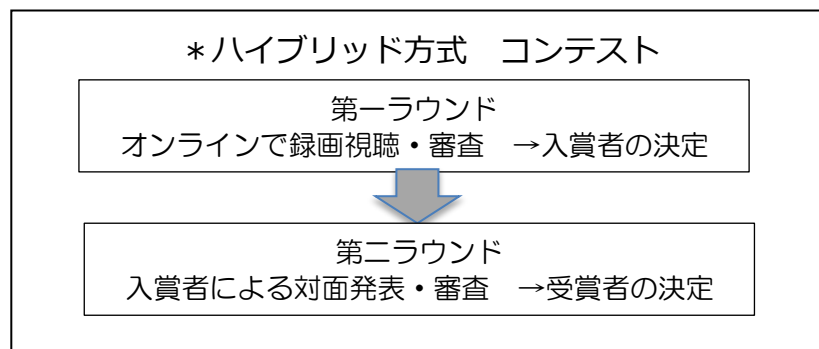 ＊ハイブリッド方式　コンテスト
第一ラウンド
オンラインで録画視聴・審査　→入賞者の決定
第二ラウンド
入賞者による対面発表・審査　→受賞者の決定